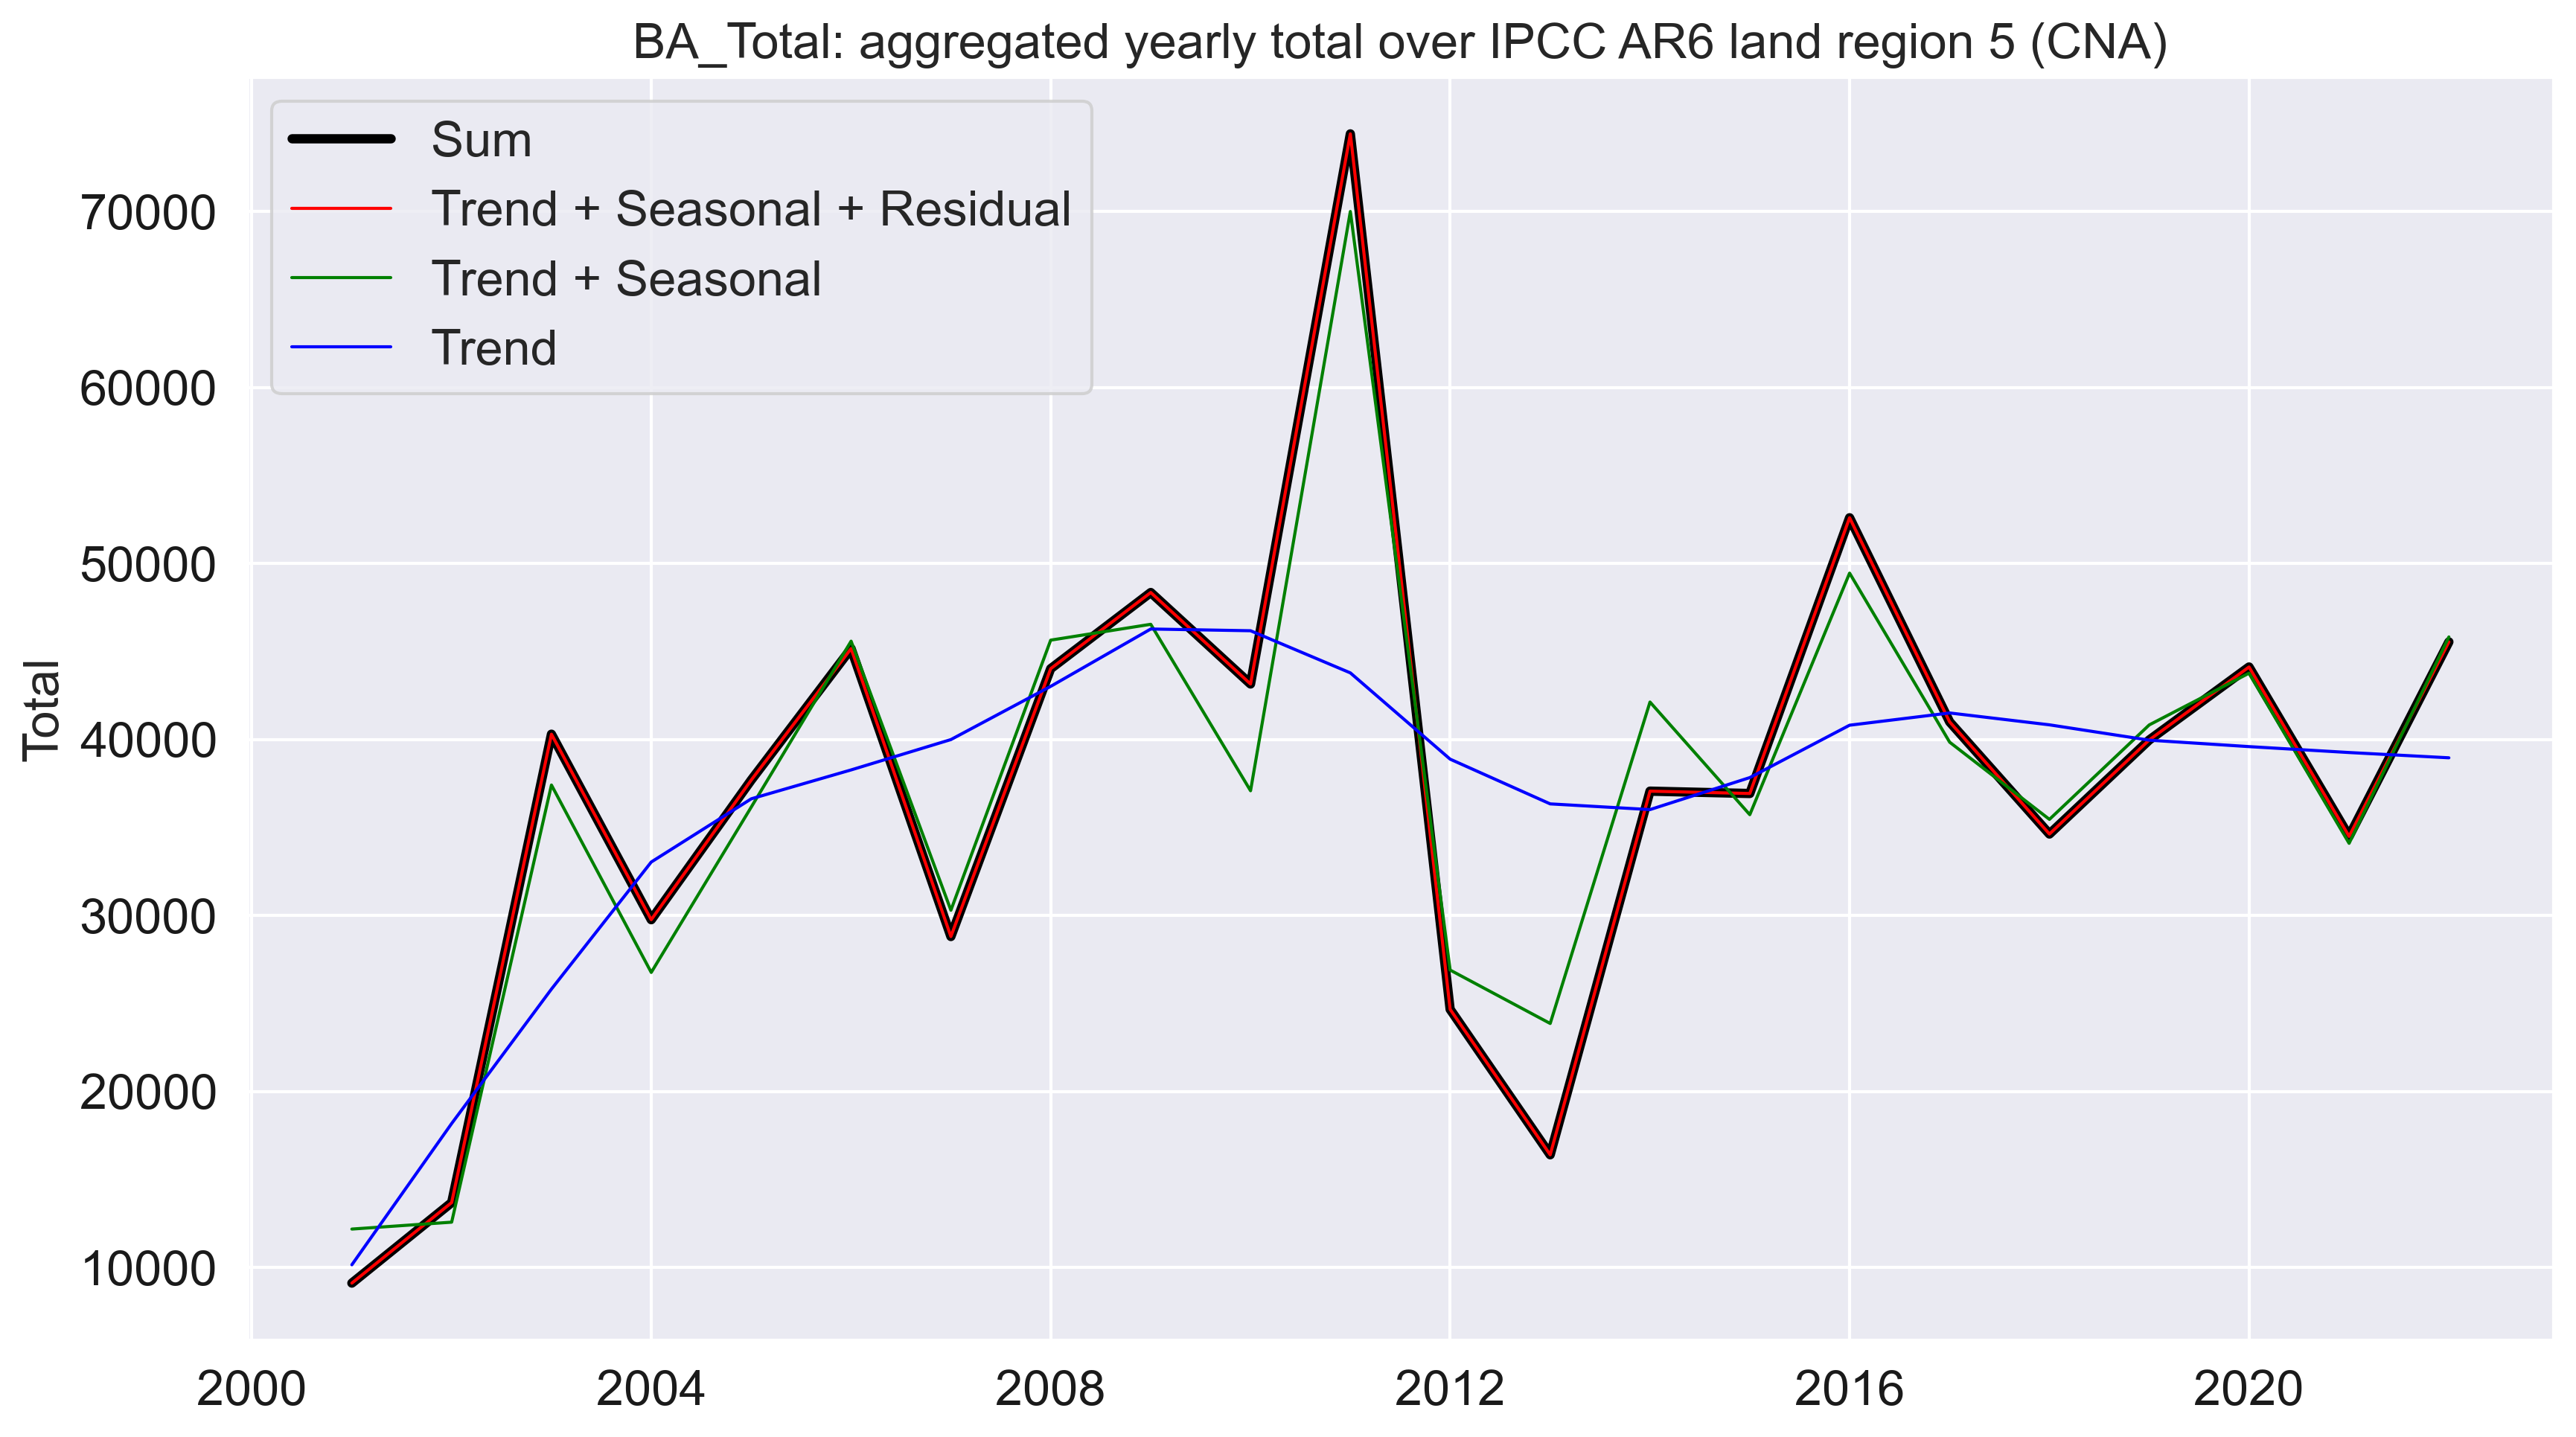 BA_Total: aggregated yearly total over IPCC AR6 land region 5 (CNA)
Sum
Trend + Seasonal + Residual
Trend + Seasonal
Trend
Total
70000
60000
50000
40000
30000
20000
10000
2000 2004 2008 2012 2016 2020